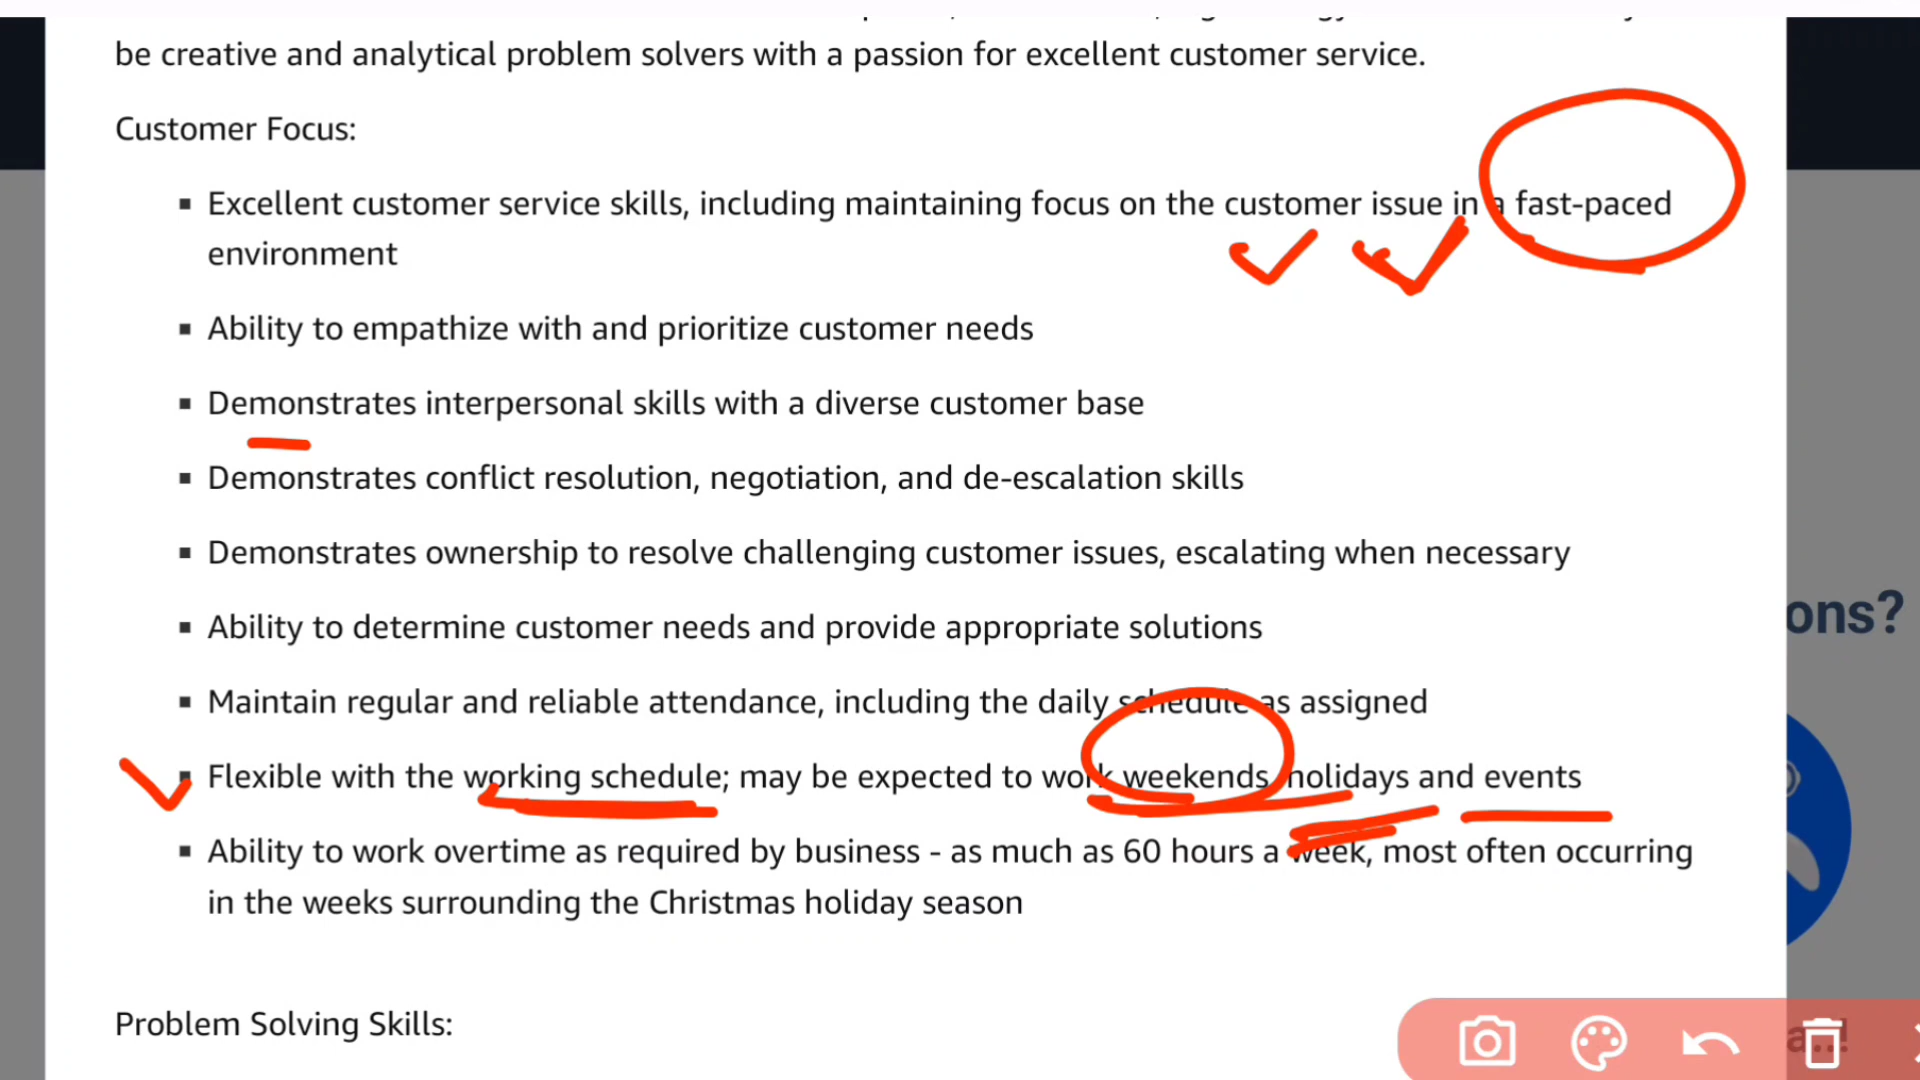 be creative and analytical problem solvers with a passion for excellent customer service.
Customer Focus:
▪ Excellent customer service skills, including maintaining focus on the customer issue in a fast-paced
environment
▪ Ability to empathize with and prioritize customer needs
▪ Demonstrates interpersonal skills with a diverse customer base
▪ Demonstrates conflict resolution, negotiation, and de-escalation skills
▪ Demonstrates ownership to resolve challenging customer issues, escalating when necessary
▪ Ability to determine customer needs and provide appropriate solutions
▪ Maintain regular and reliable attendance, including the daily schedule as assigned
▪ Flexible with the working schedule; may be expected to work weekends, holidays and events
▪ Ability to work overtime as required by business - as much as 60 hours a week, most often occurring
in the weeks surrounding the Christmas holiday season
Problem Solving Skills:
ons?